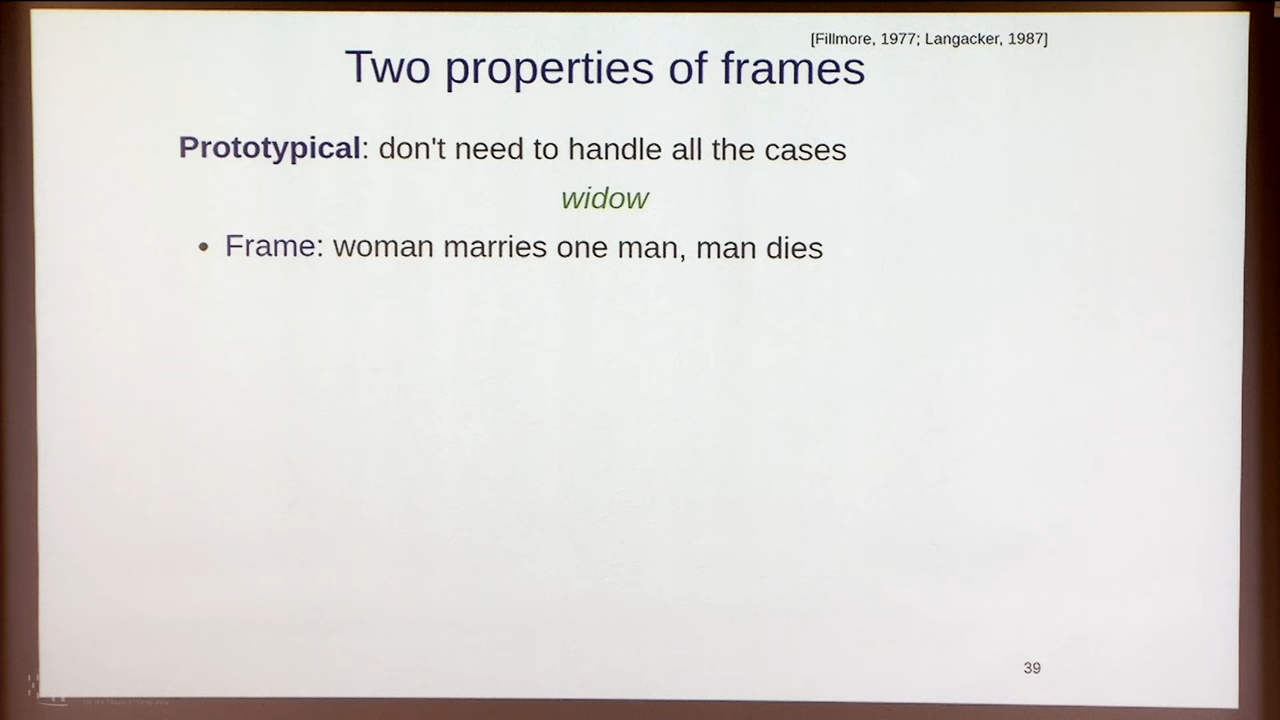 [Fillmore, 1977; Langacker, 1987]
Two properties of frames
Prototypical: don't need to handle all the cases
widow
• Frame: woman marries one man, man dies
39